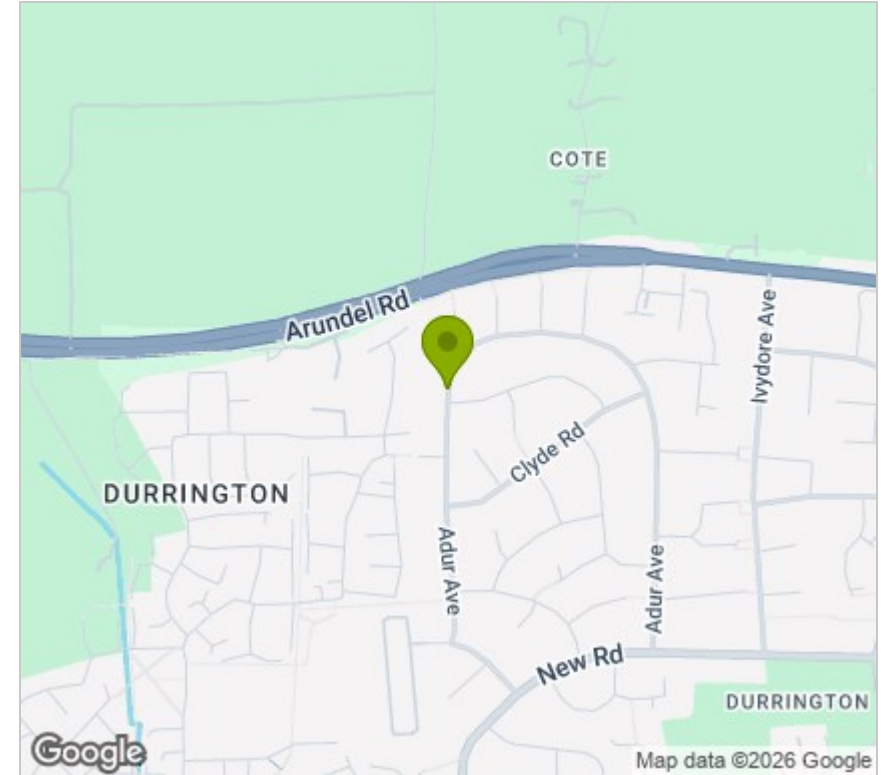 COTE
Arundel Rd
Ivydore Ave
Clyde Rd
DURRINGTON
Adur Ave
Adur Ave
New Rd
DURRINGTON
Google
Map data ©2026 Google